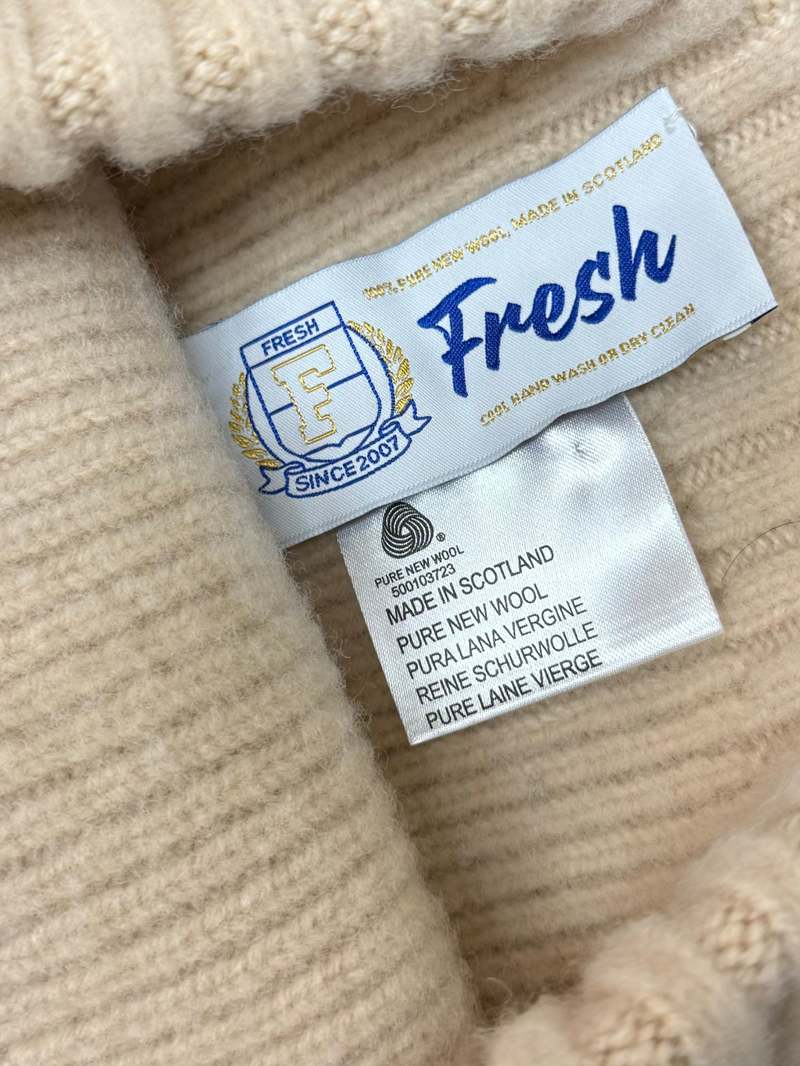 100% PURE NEW WOOL, MADE IN SCOTLAND
Fresh
COOL HAND WASH OR DRY CLEAN
FRESH
F
SINCE 2007
®
PURE NEW WOOL
500103723
MADE IN SCOTLAND
PURE NEW WOOL
PURA LANA VERGINE
REINE SCHURWOLLE
PURE LAINE VIERGE